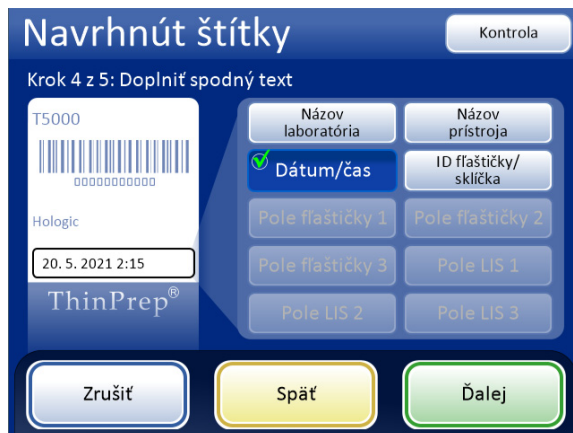 Navrhnúť štítky
Kontrola
Krok 4 z 5: Doplniť spodný text
T5000
00000000000
Hologic
20. 5. 2021 2:15
ThinPrep®
Názov
laboratória
Názov
prístroja
Dátum/čas
ID fľaštičky/
sklíčka
Pole fľaštičky 1
Pole fľaštičky 2
Pole fľaštičky 3
Pole LIS 1
Pole LIS 2
Pole LIS 3
Zrušiť
Späť
Ďalej